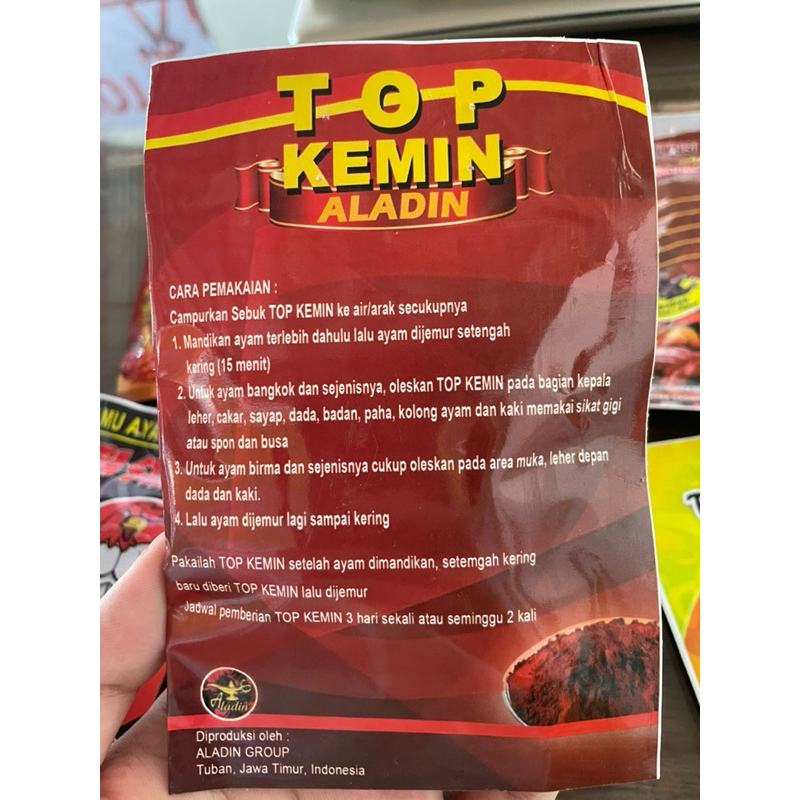 TOP
KEMIN
ALADIN
CARA PEMAKAIAN :
Campurkan Sebuk TOP KEMIN ke air/arak secukupnya
1. Mandikan ayam terlebih dahulu lalu ayam dijemur setengah
kering (15 menit)
2. Untuk ayam bangkok dan sejenisnya, oleskan TOP KEMIN pada bagian kepala
leher, cakar, sayap, dada, badan, paha, kolong ayam dan kaki memakai sikat gigi
atau spon dan busa
3. Untuk ayam birma dan sejenisnya cukup oleskan pada area muka, leher depan
dada dan kaki.
4. Lalu ayam dijemur lagi sampai kering
Pakailah TOP KEMIN setelah ayam dimandikan, setemgah kering
baru diberi TOP KEMIN lalu dijemur
Jadwal pemberian TOP KEMIN 3 hari sekali atau seminggu 2 kali
Aladin
Diproduksi oleh :
ALADIN GROUP
Tuban, Jawa Timur, Indonesia
MU AYA